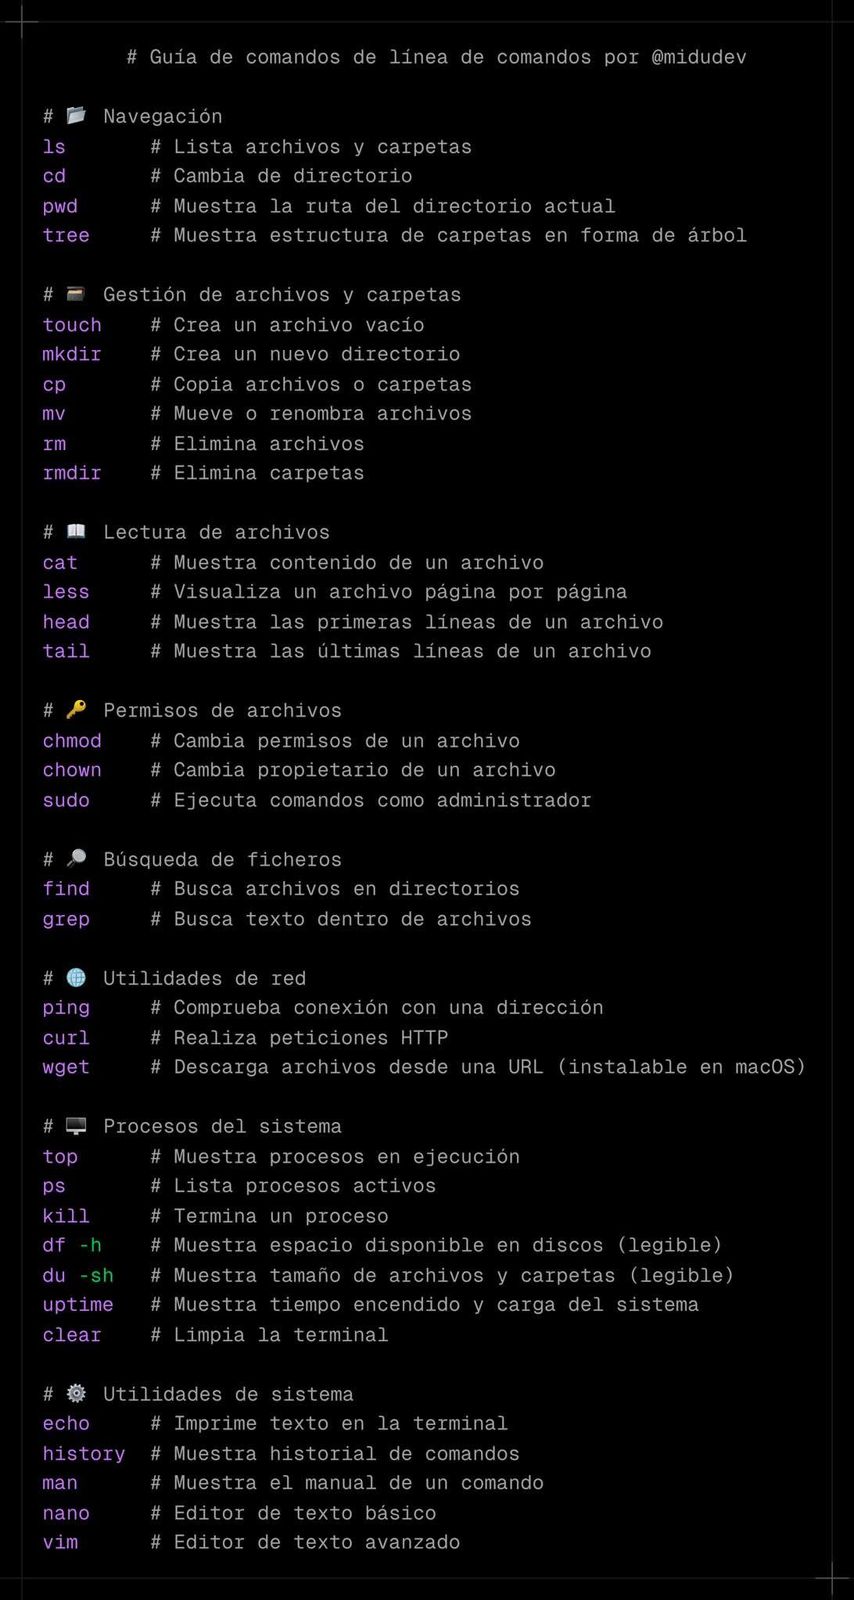 # Guía de comandos de línea de comandos por @midudev
# 📂 Navegación
ls # Lista archivos y carpetas
cd # Cambia de directorio
pwd # Muestra la ruta del directorio actual
tree # Muestra estructura de carpetas en forma de árbol
# 🗃️ Gestión de archivos y carpetas
touch # Crea un archivo vacío
mkdir # Crea un nuevo directorio
cp # Copia archivos o carpetas
mv # Mueve o renombra archivos
rm # Elimina archivos
rmdir # Elimina carpetas
# 📖 Lectura de archivos
cat # Muestra contenido de un archivo
less # Visualiza un archivo página por página
head # Muestra las primeras líneas de un archivo
tail # Muestra las últimas líneas de un archivo
# 🔑 Permisos de archivos
chmod # Cambia permisos de un archivo
chown # Cambia propietario de un archivo
sudo # Ejecuta comandos como administrador
# 🔎 Búsqueda de ficheros
find # Busca archivos en directorios
grep # Busca texto dentro de archivos
# 🌐 Utilidades de red
ping # Comprueba conexión con una dirección
curl # Realiza peticiones HTTP
wget # Descarga archivos desde una URL (instalable en macOS)
# 🖥️ Procesos del sistema
top # Muestra procesos en ejecución
ps # Lista procesos activos
kill # Termina un proceso
df -h # Muestra espacio disponible en discos (legible)
du -sh # Muestra tamaño de archivos y carpetas (legible)
uptime # Muestra tiempo encendido y carga del sistema
clear # Limpia la terminal
# ⚙️ Utilidades de sistema
echo # Imprime texto en la terminal
history # Muestra historial de comandos
man # Muestra el manual de un comando
nano # Editor de texto básico
vim # Editor de texto avanzado